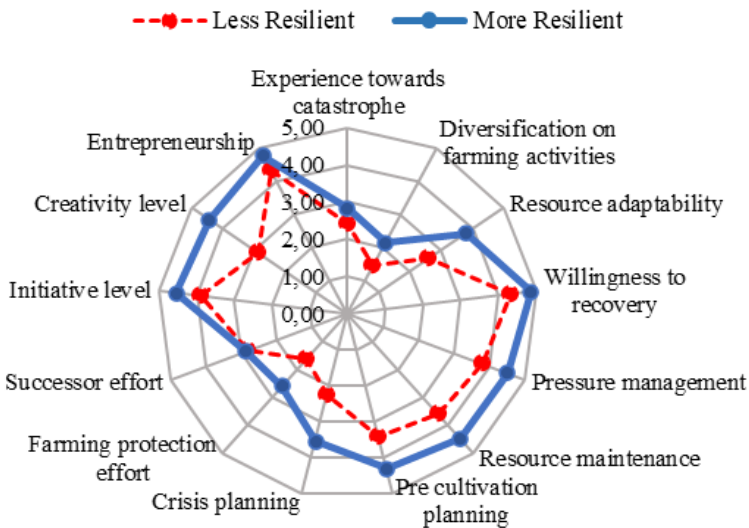 Less Resilient
More Resilient
Experience towards
catastrophe
Diversification on
farming activities
Resource adaptability
Willingness to
recovery
Pressure management
Resource maintenance
Pre cultivation
planning
Crisis planning
Farming protection
effort
Successor effort
Initiative level
Creativity level
Entrepreneurship
5,00
4,00
3,00
2,00
1,00
0,00